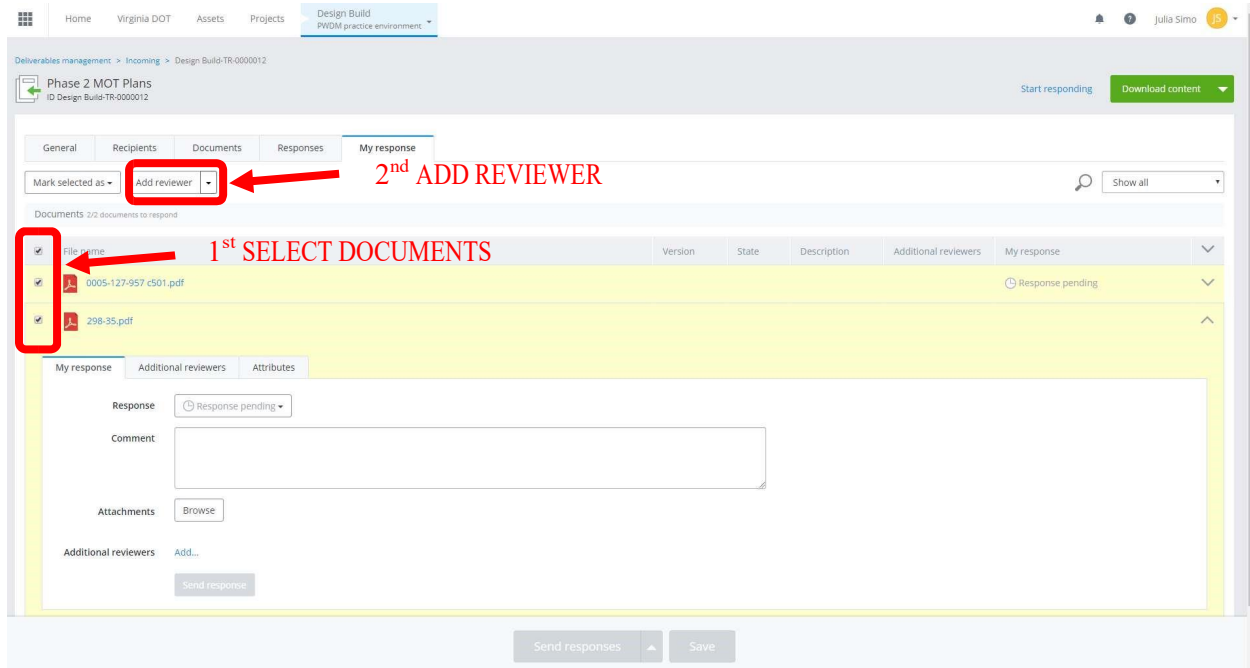 Home Virginia DOT Assets Projects Design Build
PWDM practice environment
Julia Simo JS
Deliverables management > Incoming > Design Build-TR-0000012
Phase 2 MOT Plans
ID Design Build-TR-0000012
Start responding Download content
General Recipients Documents Responses My response
Mark selected as Add reviewer 2nd ADD REVIEWER Show all
Documents 2/2 documents to respond
1st SELECT DOCUMENTS
File name Version State Description Additional reviewers My response
0005-127-957 c501.pdf Response pending
298-35.pdf
My response Additional reviewers Attributes
Response Response pending
Comment
Attachments Browse
Additional reviewers Add...
Send response
Send responses Save